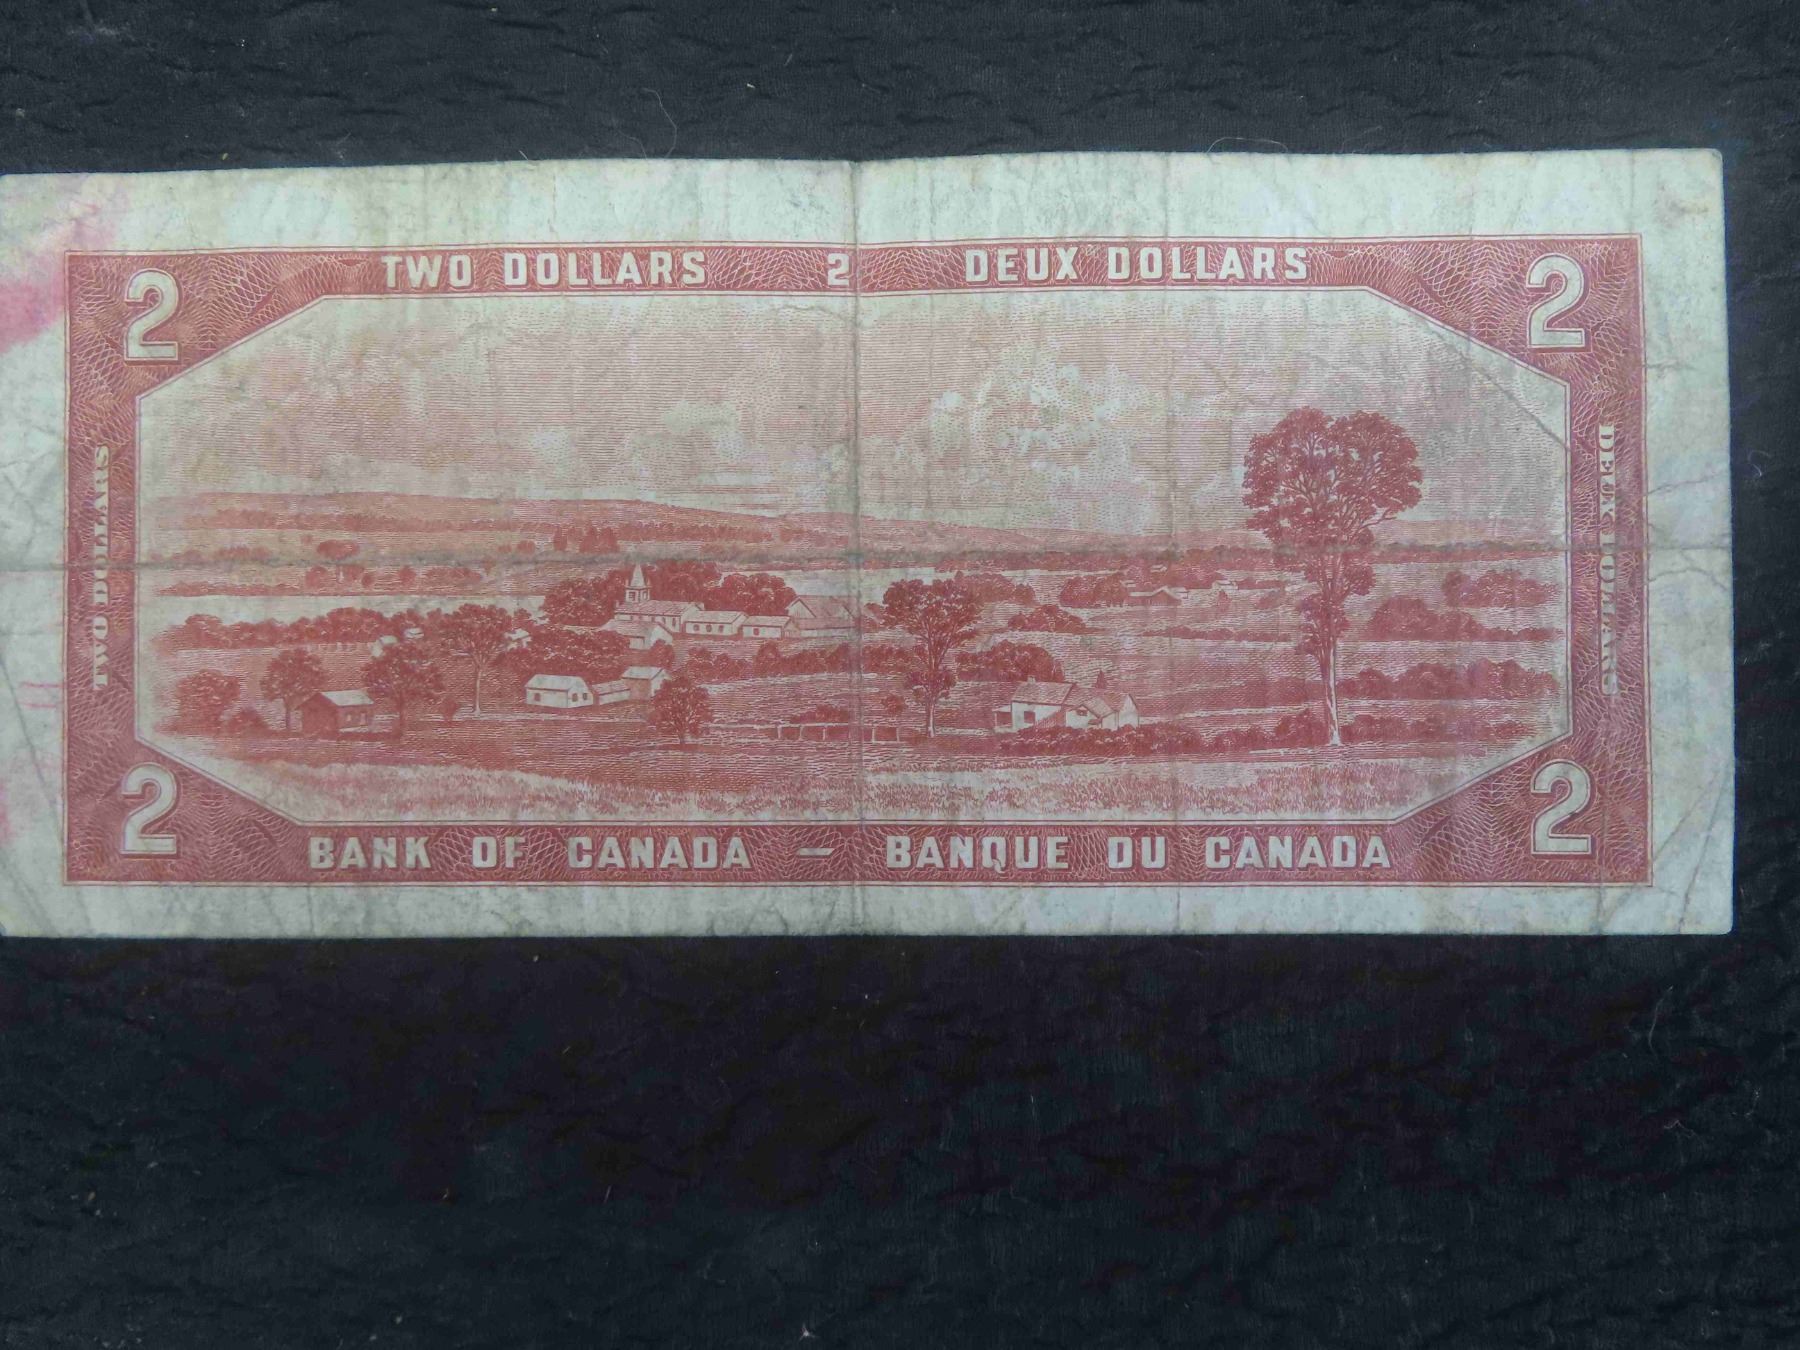 TWO DOLLARS 2 DEUX DOLLARS
2 2
TWO DOLLARS
DEUX DOLLARS
2 2
BANK OF CANADA – BANQUE DU CANADA